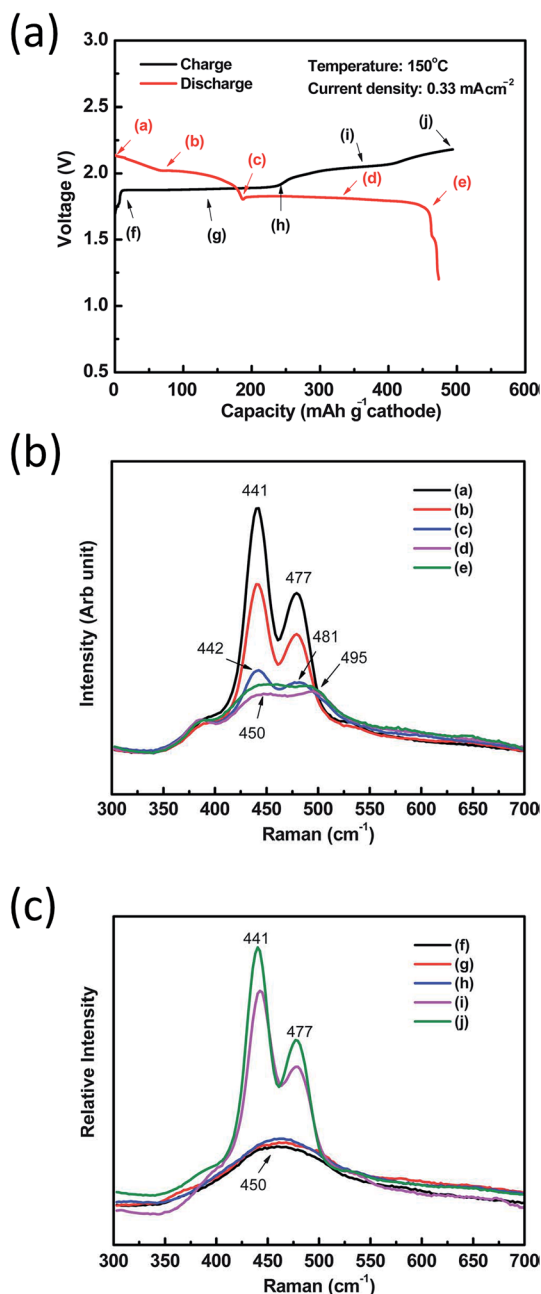 (a)
3.0
2.5
2.0
1.5
1.0
0.5
Voltage (V)
Charge
Discharge
Temperature: 150°C
Current density: 0.33 mAcm⁻²
(a)
(b)
(c)
(d)
(e)
(f)
(g)
(h)
(i)
(j)
0 100 200 300 400 500 600
Capacity (mAh g⁻¹cathode)
(b)
Intensity (Arb unit)
441
477
442
481
495
450
(a)
(b)
(c)
(d)
(e)
300 350 400 450 500 550 600 650 700
Raman (cm⁻¹)
(c)
Relative Intensity
441
477
450
(f)
(g)
(h)
(i)
(j)
300 350 400 450 500 550 600 650 700
Raman (cm⁻¹)